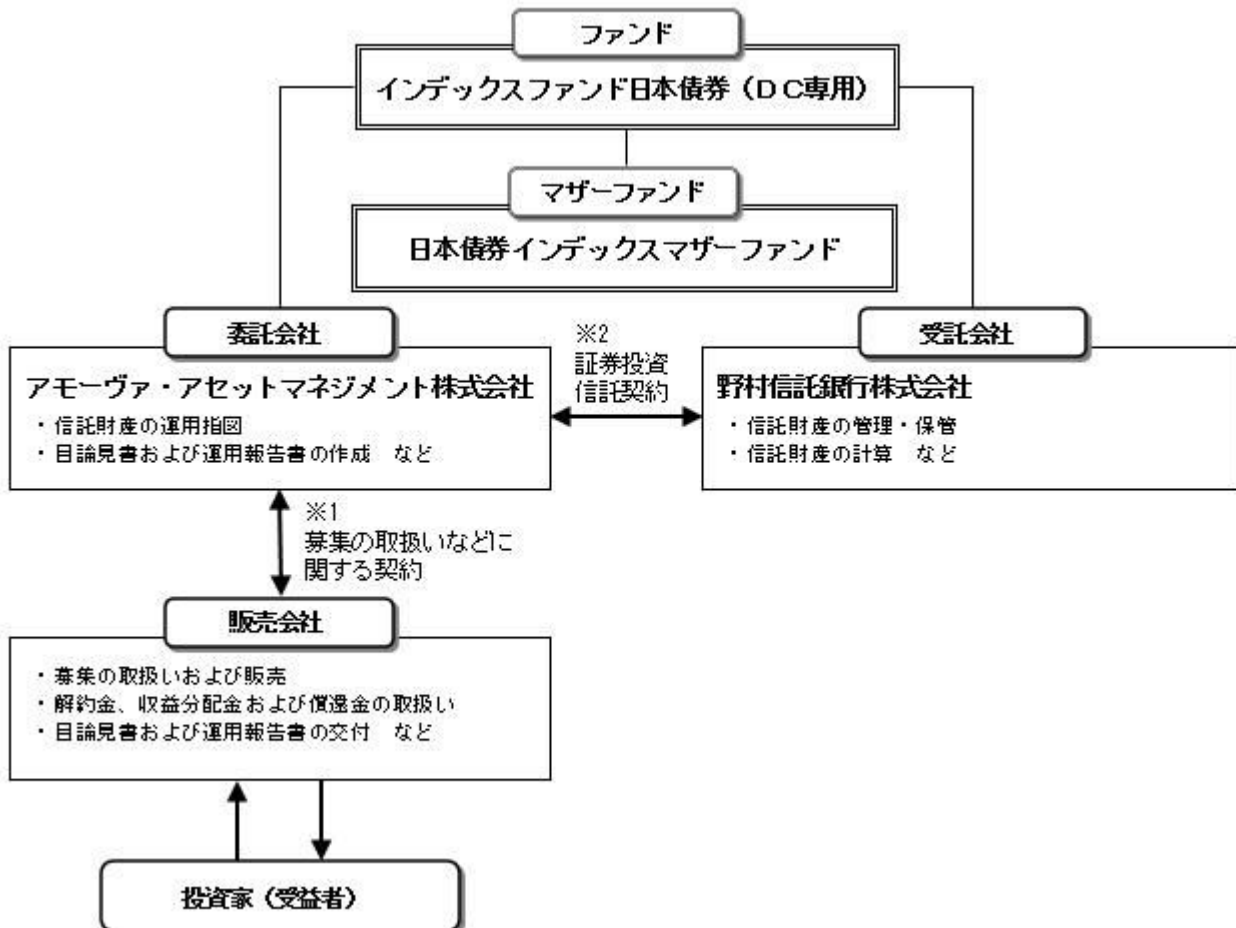 ファンド
インデックスファンド日本債券（ＤＣ専用）
マザーファンド
日本債券インデックスマザーファンド
委託会社
アモーヴァ・アセットマネジメント株式会社
・信託財産の運用指図
・目論見書および運用報告書の作成　など
※2
証券投資
信託契約
受託会社
野村信託銀行株式会社
・信託財産の管理・保管
・信託財産の計算　など
※1
募集の取扱いなどに
関する契約
販売会社
・募集の取扱いおよび販売
・解約金、収益分配金および償還金の取扱い
・目論見書および運用報告書の交付　など
投資家（受益者）